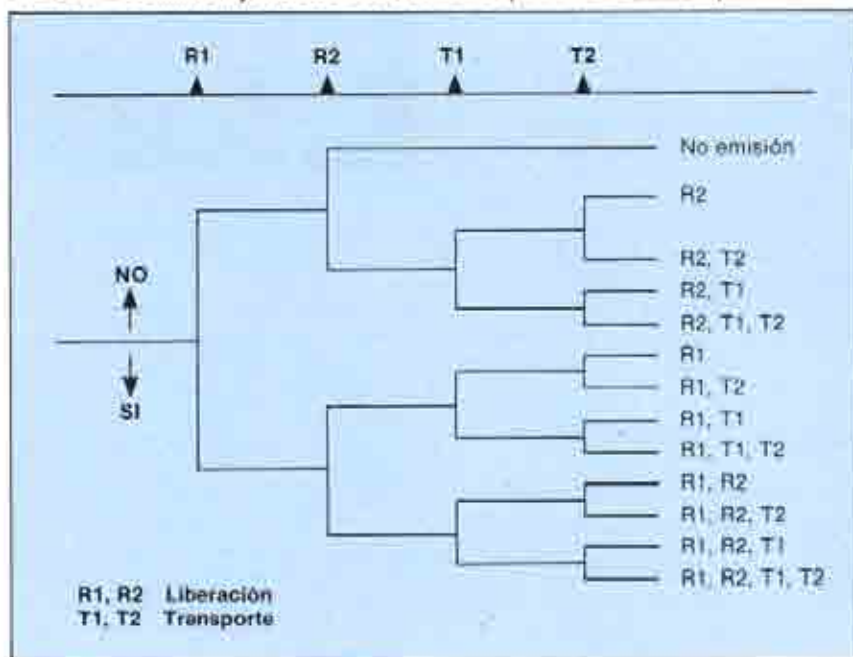 R1 R2 T1 T2
No emisión
R2
R2, T2
NO
R2, T1
R2, T1, T2
R1
R1, T2
SI
R1, T1
R1, T1, T2
R1, R2
R1, R2, T2
R1, R2, T1
R1, R2, T1, T2
R1, R2 Liberación
T1, T2 Transporte